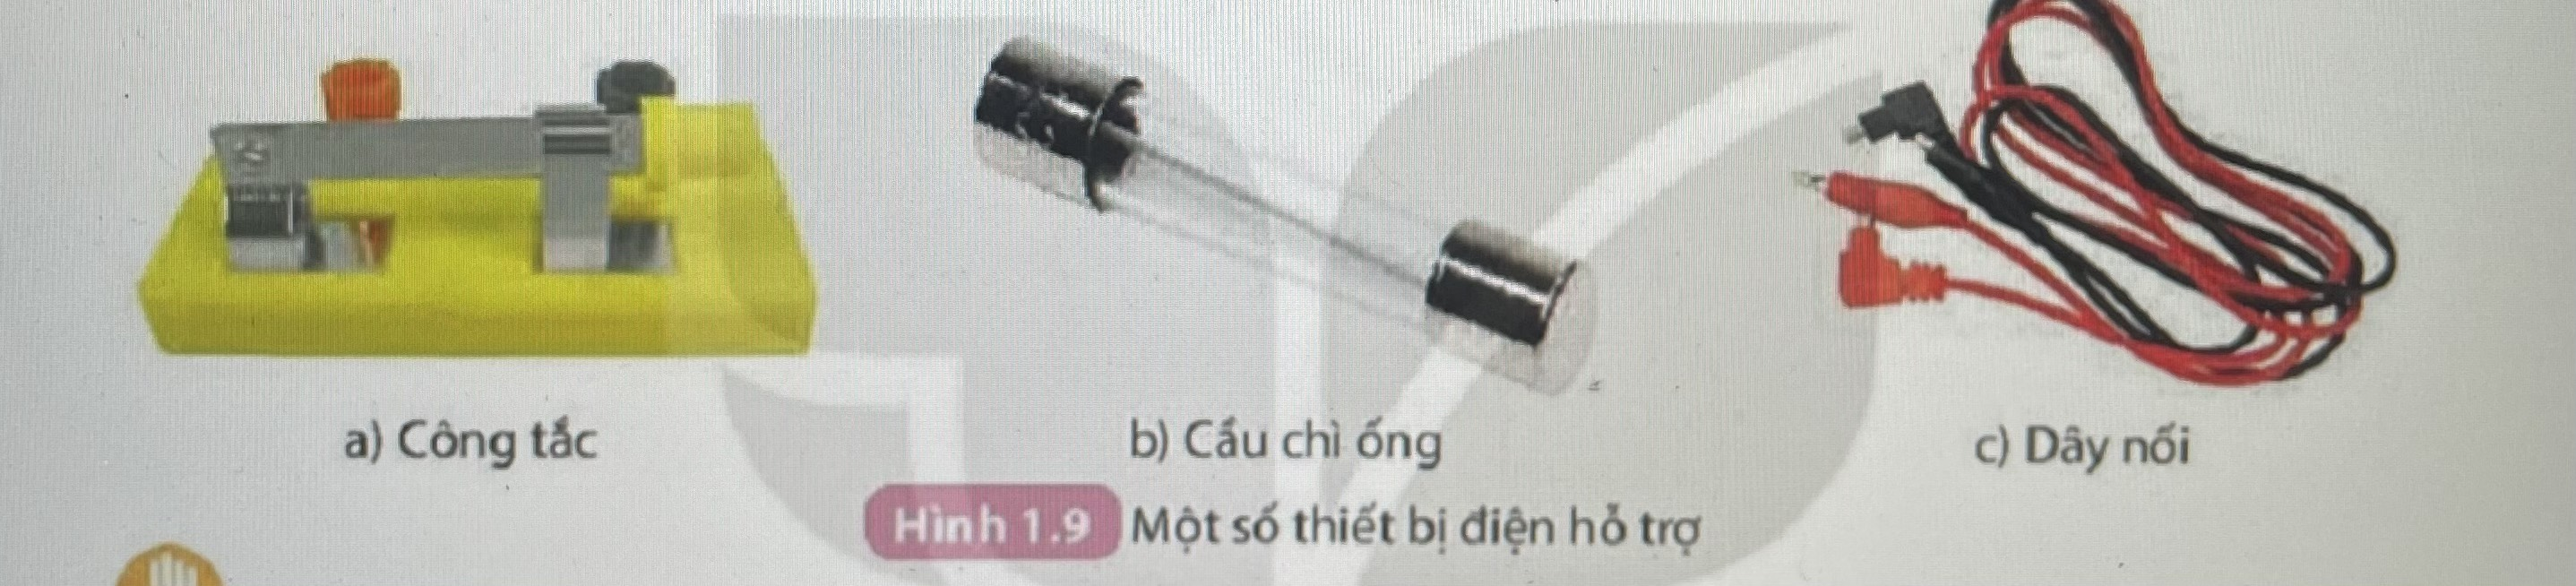 a) Công tắc
b) Cầu chì ống
c) Dây nối
Hình 1.9 Một số thiết bị điện hỗ trợ